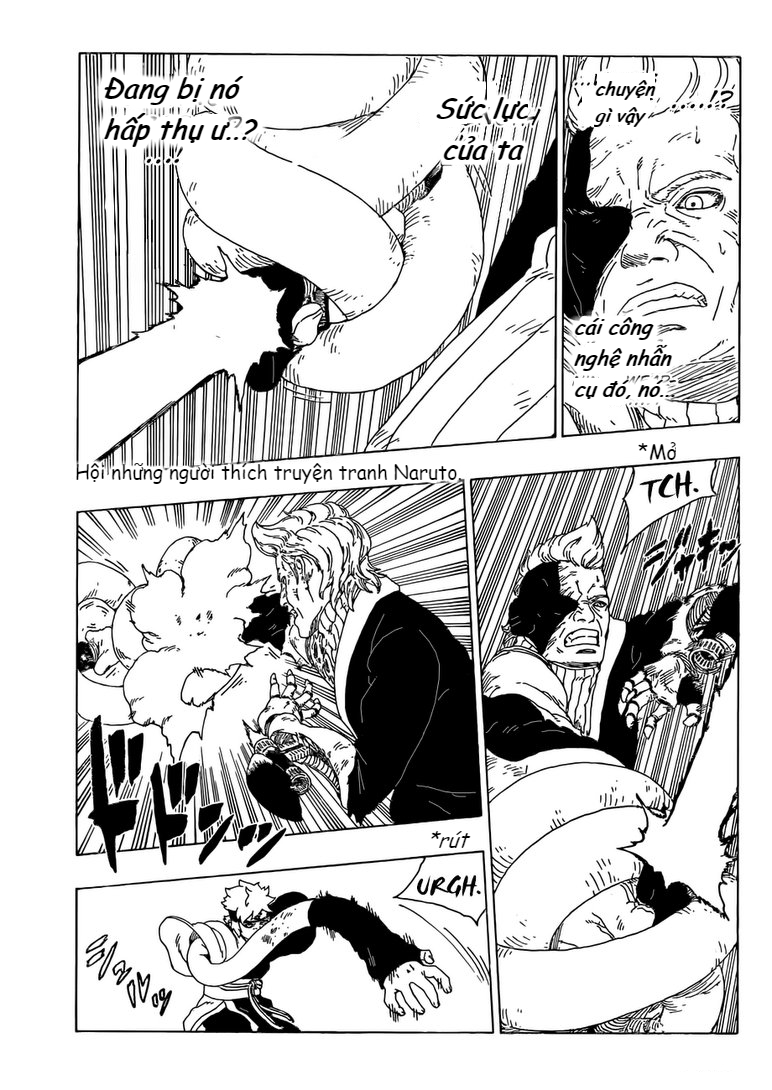 chuyện
gì vậy
......!?
cái công
nghệ nhẫn
cụ đó, nó...
Sức lực
của ta
Đang bị nó
hấp thụ ư..?
.....
Hội những người thích truyện tranh Naruto
*Mở
TCH.
ジャキッ
*rút
ドドドンッ
URGH.